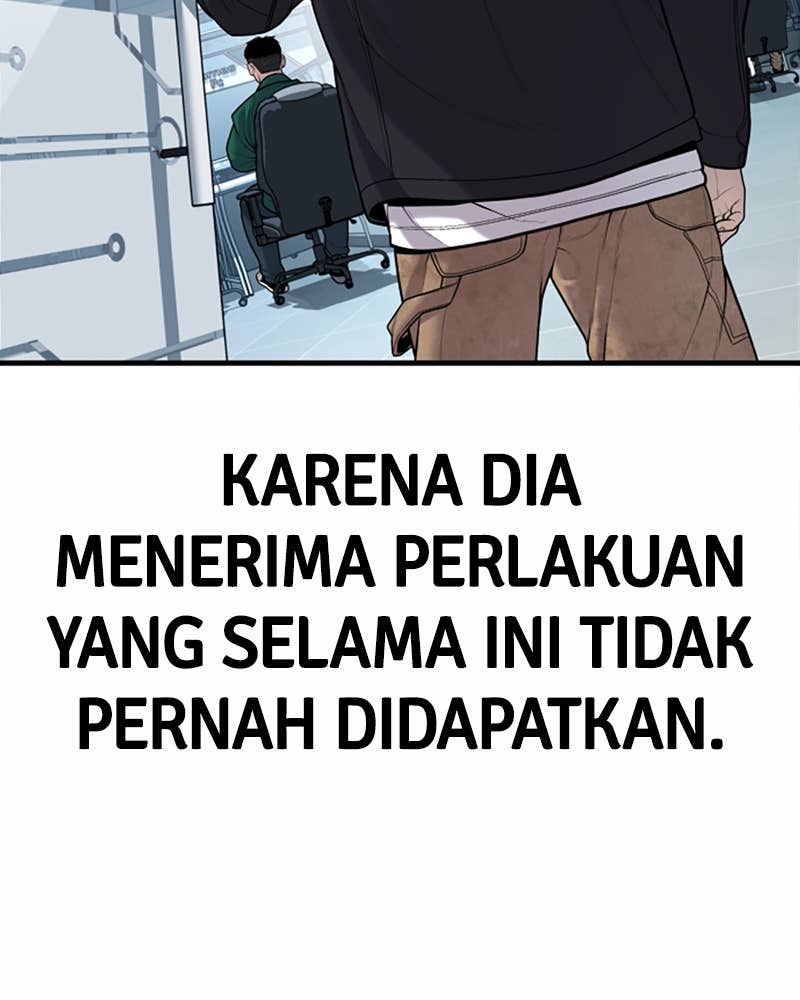 KARENA DIA
MENERIMA PERLAKUAN
YANG SELAMA INI TIDAK
PERNAH DIDAPATKAN.